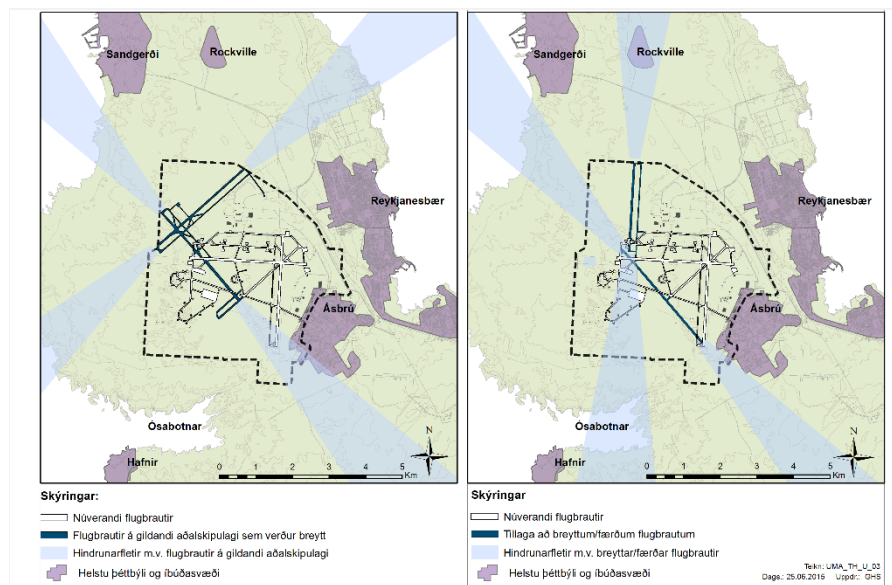 Sandgerði
Rockville
Reykjanesbær
Ásbrú
Ósabotnar
Hafnir
N
0 1 2 3 4 5
Km
Skýringar:
Núverandi flugbrautir
Flugbrautir á gildandi aðalskipulagi sem verður breytt
Hindrunarfletir m.v. flugbrautir á gildandi aðalskipulagi
Helstu þéttbýli og íbúðasvæði
Sandgerði
Rockville
Reykjanesbær
Ásbrú
Ósabotnar
Hafnir
N
0 1 2 3 4 5
Km
Skýringar
Núverandi flugbrautir
Tillaga að breyttum/færðum flugbrautum
Hindrunarfletir m.v. breyttar/færðar flugbrautir
Helstu þéttbýli og íbúðasvæði
Teikn: UMA_TH_U_03
Dags.: 25.06.2015 Uppdr.: GHS